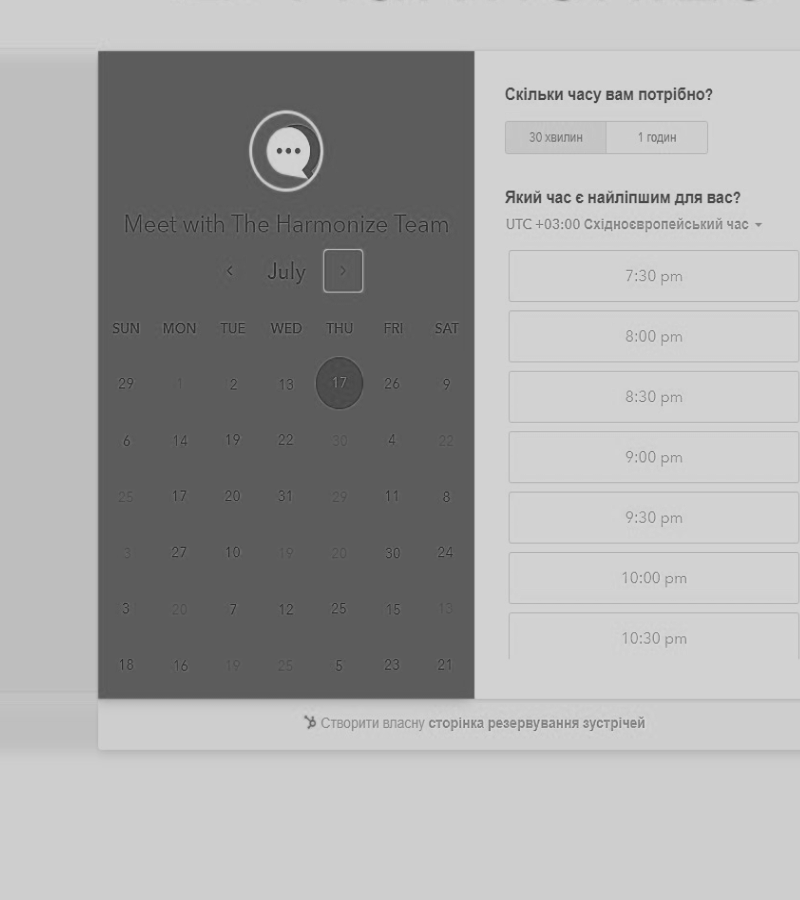 Meet with The Harmonize Team
July
SUN MON TUE WED THU FRI SAT
29 1 2 13 17 26 9
6 14 19 22 30 4 22
25 17 20 31 29 11 8
3 27 10 19 20 30 24
3 20 7 12 25 15 13
18 16 19 25 5 23 21
Скільки часу вам потрібно?
30 хвилин 1 годин
Який час є найліпшим для вас?
UTC +03:00 Східноєвропейський час
7:30 pm
8:00 pm
8:30 pm
9:00 pm
9:30 pm
10:00 pm
10:30 pm
Створити власну сторінка резервування зустрічей